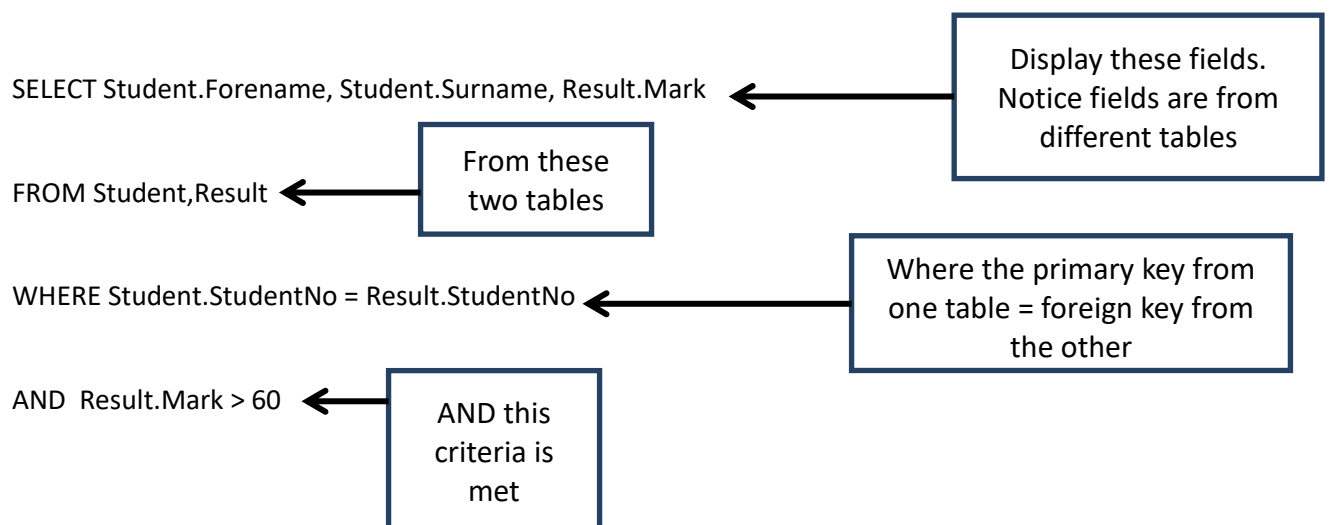 SELECT Student.Forename, Student.Surname, Result.Mark
Display these fields.
Notice fields are from
different tables
FROM Student,Result
From these
two tables
WHERE Student.StudentNo = Result.StudentNo
Where the primary key from
one table = foreign key from
the other
AND  Result.Mark > 60
AND this
criteria is
met